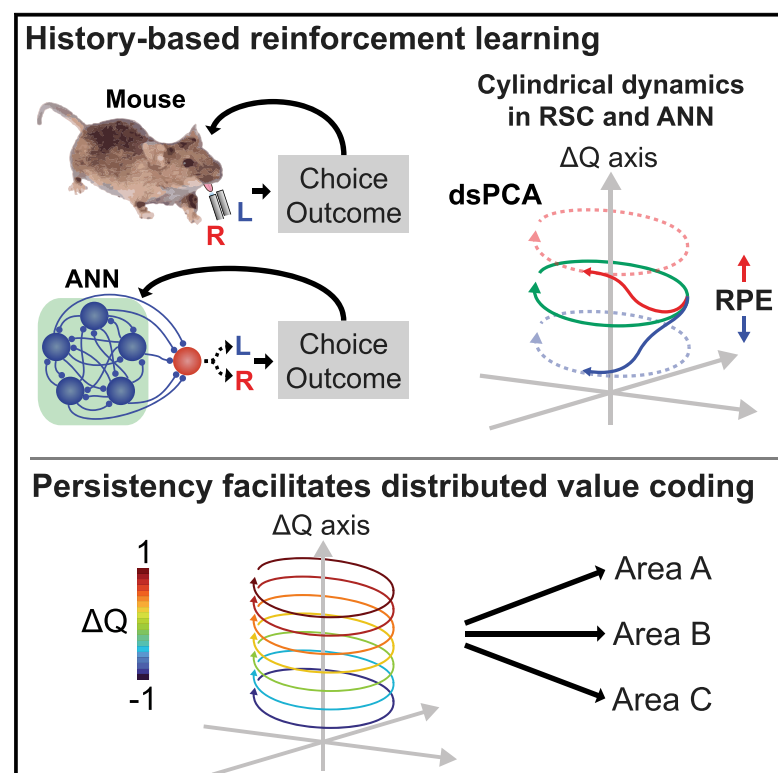 History-based reinforcement learning
Mouse
L
R
Choice
Outcome
ANN
L
R
Choice
Outcome
Cylindrical dynamics
in RSC and ANN
ΔQ axis
dsPCA
RPE
Persistency facilitates distributed value coding
ΔQ axis
1
ΔQ
-1
Area A
Area B
Area C